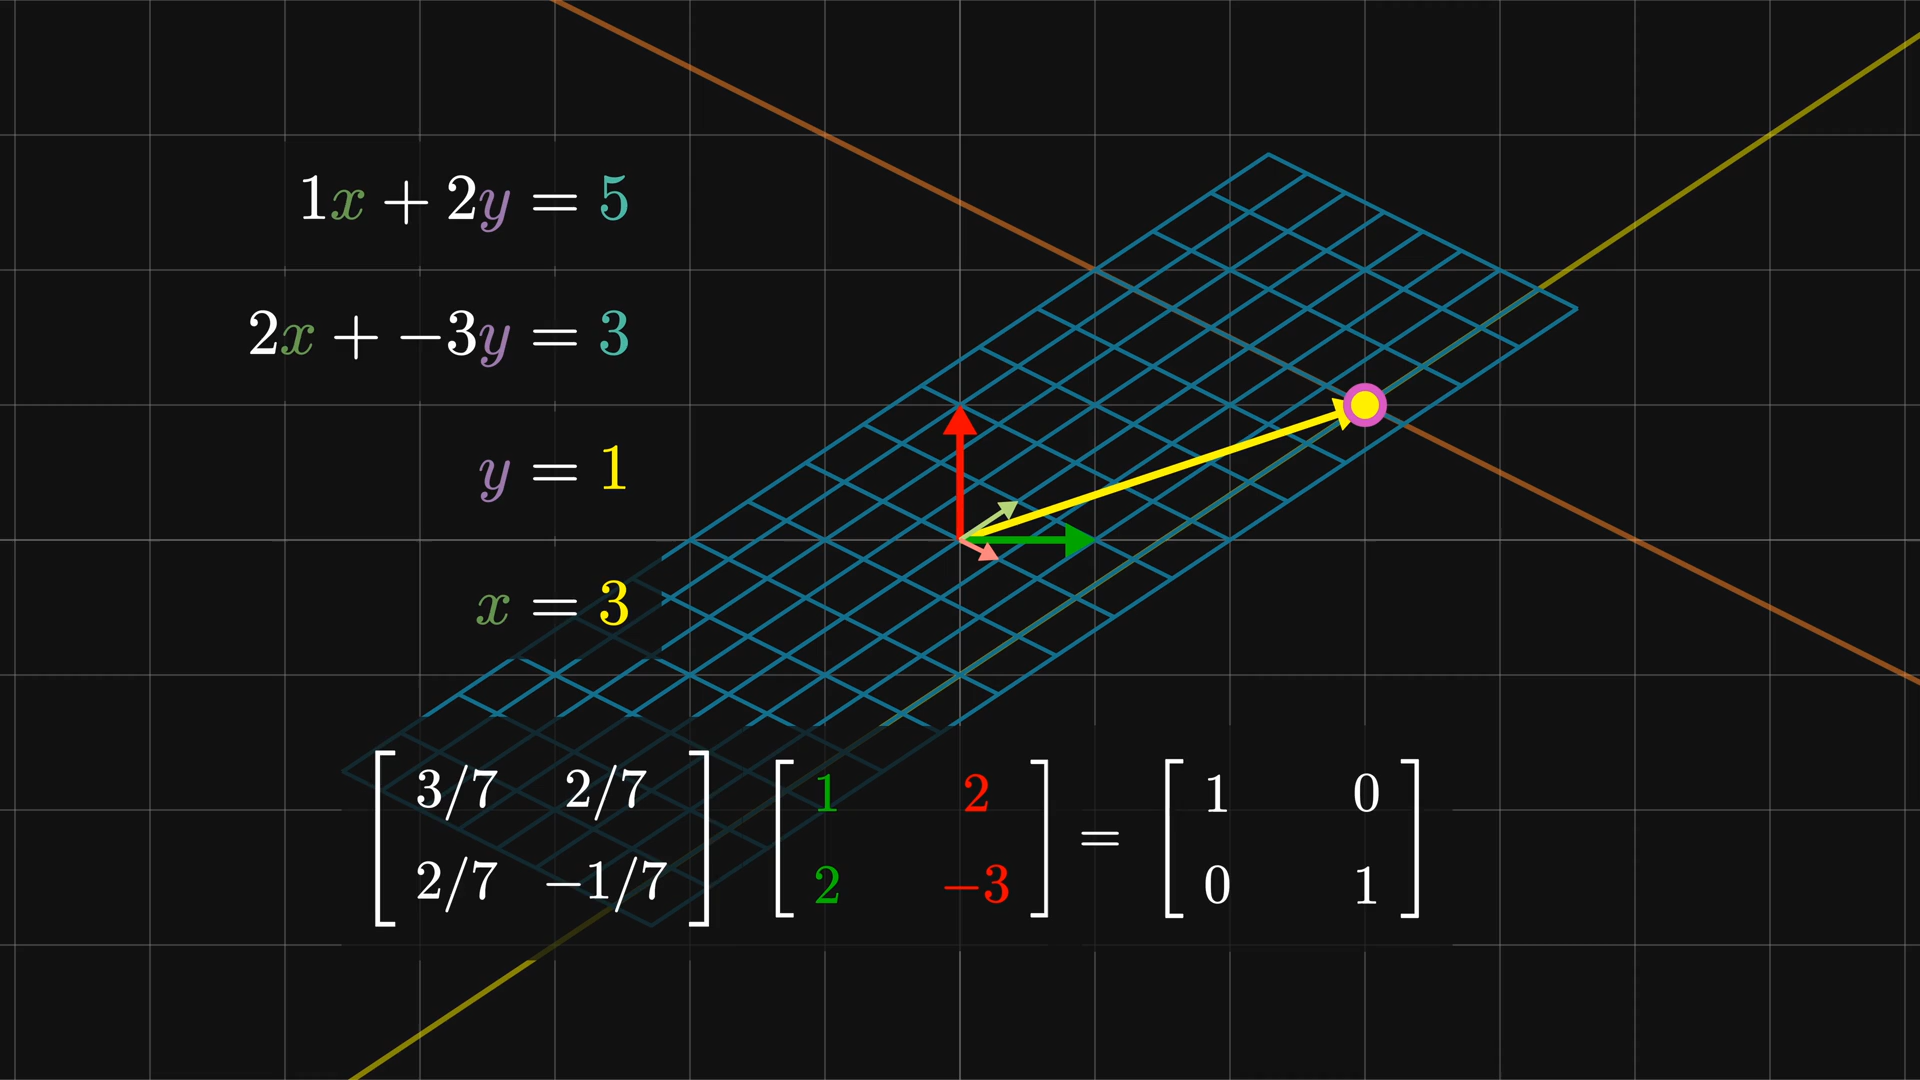 1x + 2y = 5
2x + −3y = 3
y = 1
x = 3
3/7 2/7 1 2 = 1 0
2/7 −1/7 2 −3 0 1